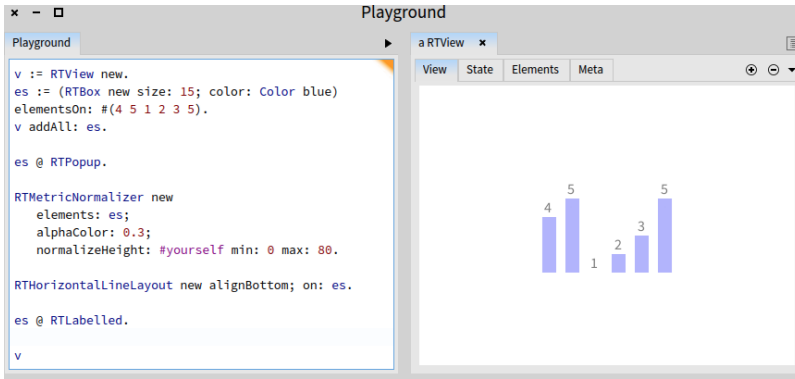 Playground
Playground
v := RTView new.
es := (RTBox new size: 15; color: Color blue)
elementsOn: #(4 5 1 2 3 5).
v addAll: es.
es @ RTPopup.
RTMetricNormalizer new
elements: es;
alphaColor: 0.3;
normalizeHeight: #yourself min: 0 max: 80.
RTHorizontalLineLayout new alignBottom; on: es.
es @ RTLabelled.
v
a RTView
View State Elements Meta
4 5 1 2 3 5